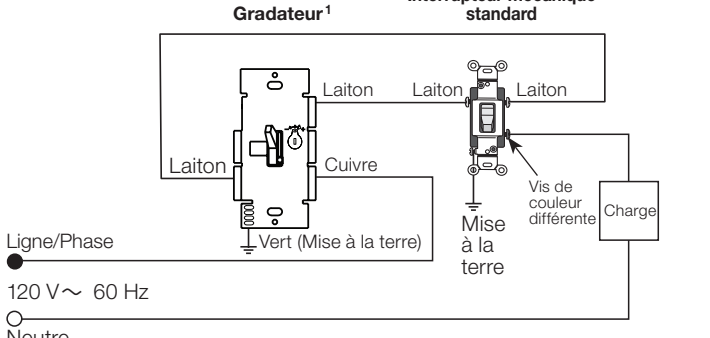 Gradateur¹
standard
Laiton
Laiton
Laiton
Laiton
Cuivre
Vis de
couleur
différente
Charge
Mise
à la
terre
Vert (Mise à la terre)
Ligne/Phase
120 V~ 60 Hz